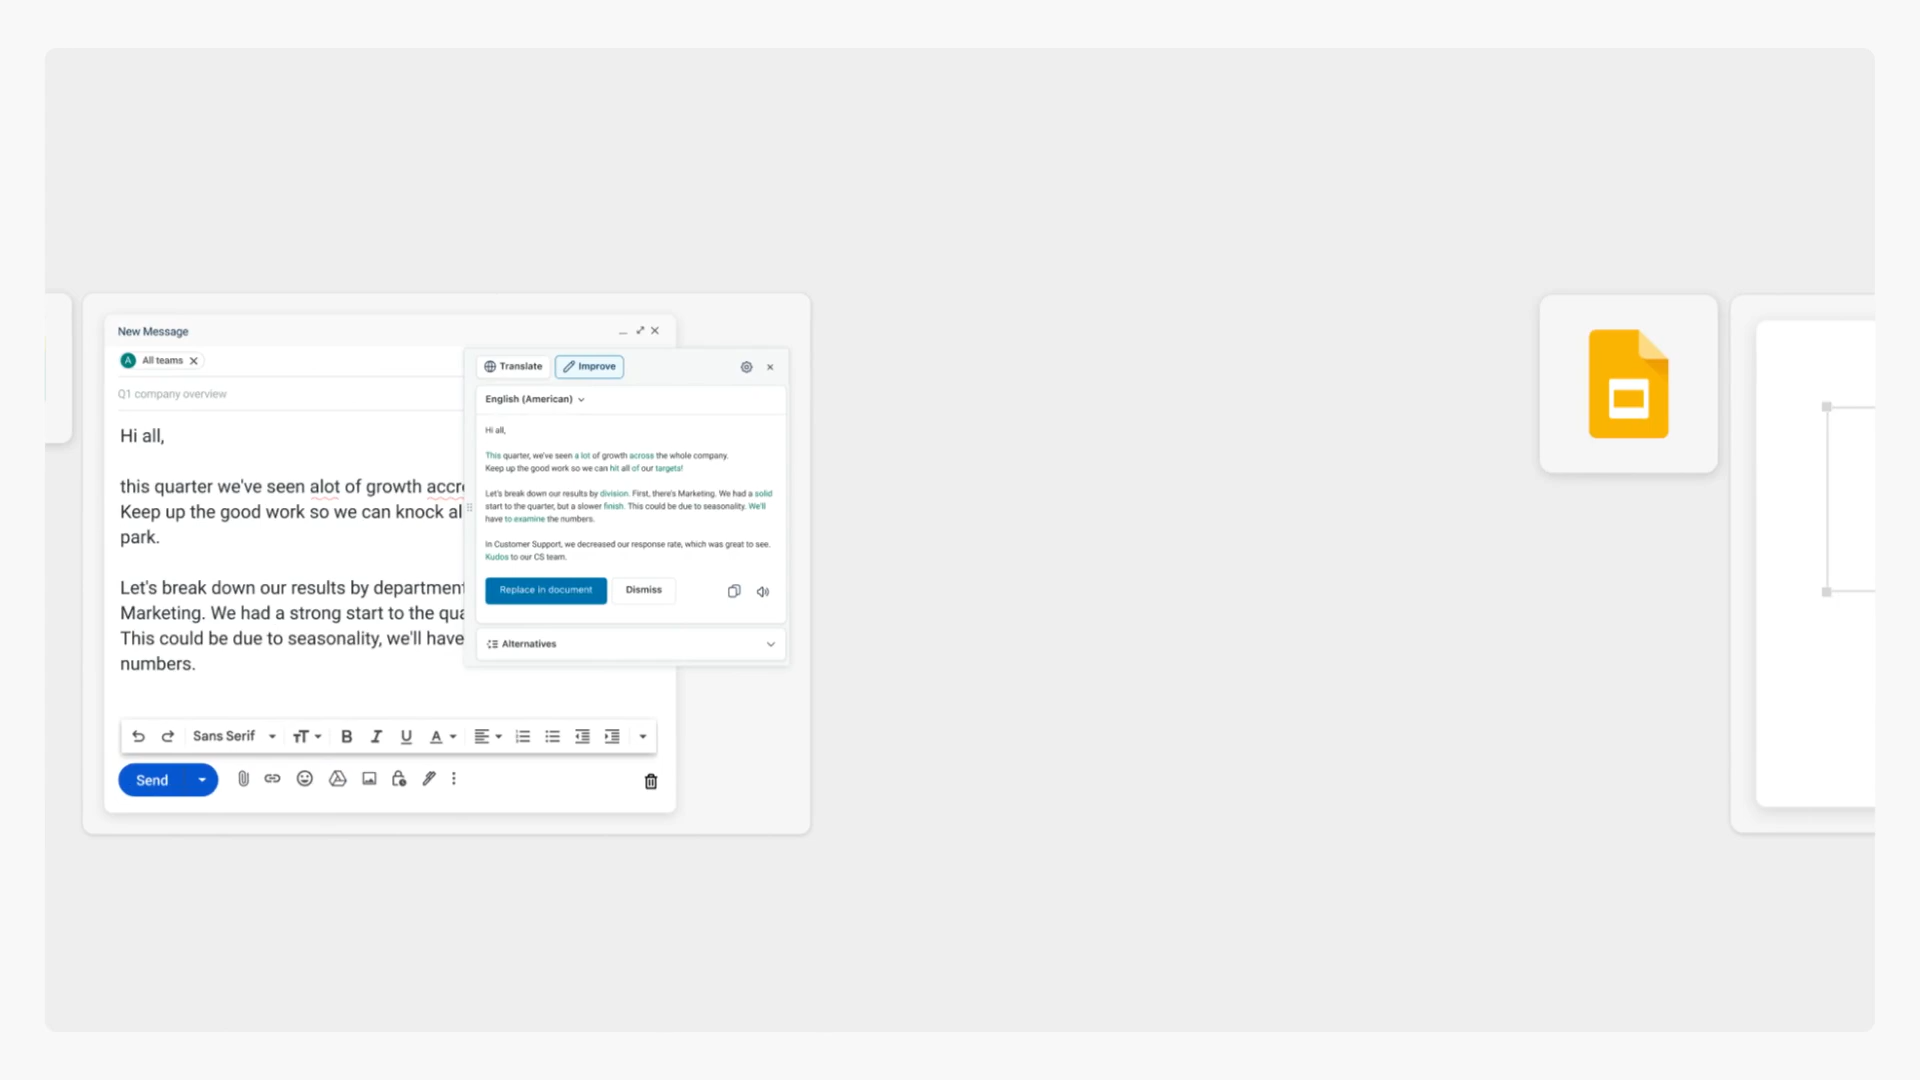 New Message
A All teams
Q1 company overview
Hi all,
this quarter we've seen alot of growth
Keep up the good work so we can knock
park.
Let's break down our results by
Marketing. We had a strong start to the
This could be due to seasonality, we'll have
numbers.
Sans Serif
Send
Translate
Improve
English (American)
Hi all,
This quarter, we've seen a lot of growth across the whole company.
Keep up the good work so we can hit all of our targets!
Let's break down our results by division. First, there's Marketing. We had a solid
start to the quarter, but a slower finish. This could be due to seasonality. We'll
have to examine the numbers.
In Customer Support, we decreased our response rate, which was great to see.
Kudos to our CS team.
Replace in document
Dismiss
Alternatives